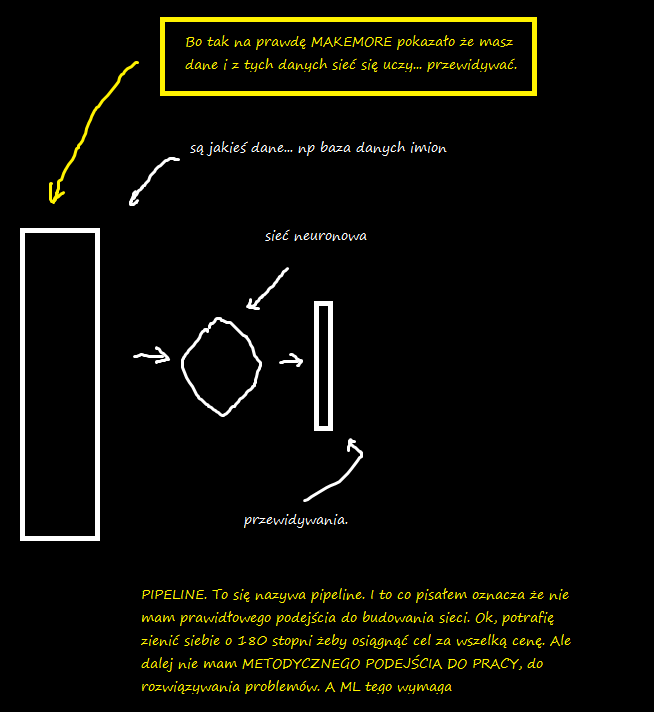 Bo tak na prawdę MAKEMORE pokazało że masz
dane i z tych danych sieć się uczy... przewidywać.
są jakieś dane... np baza danych imion
sieć neuronowa
przewidywania.
PIPELINE. To się nazywa pipeline. I to co pisałem oznacza że nie
mam prawidłowego podejścia do budowania sieci. Ok, potrafię
zienić siebie o 180 stopni żeby osiągnąć cel za wszelką cenę. Ale
dalej nie mam METODYCZNEGO PODEJŚCIA DO PRACY, do
rozwiązywania problemów. A ML tego wymaga